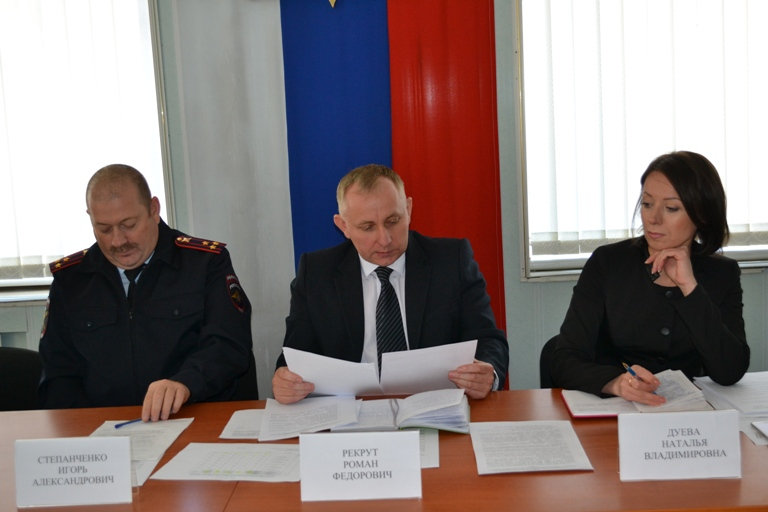 СТЕПАНЧЕНКО
ИГОРЬ
АЛЕКСАНДРОВИЧ
РЕКРУТ
РОМАН
ФЕДОРОВИЧ
ДУЕВА
НАТАЛЬЯ
ВЛАДИМИРОВНА